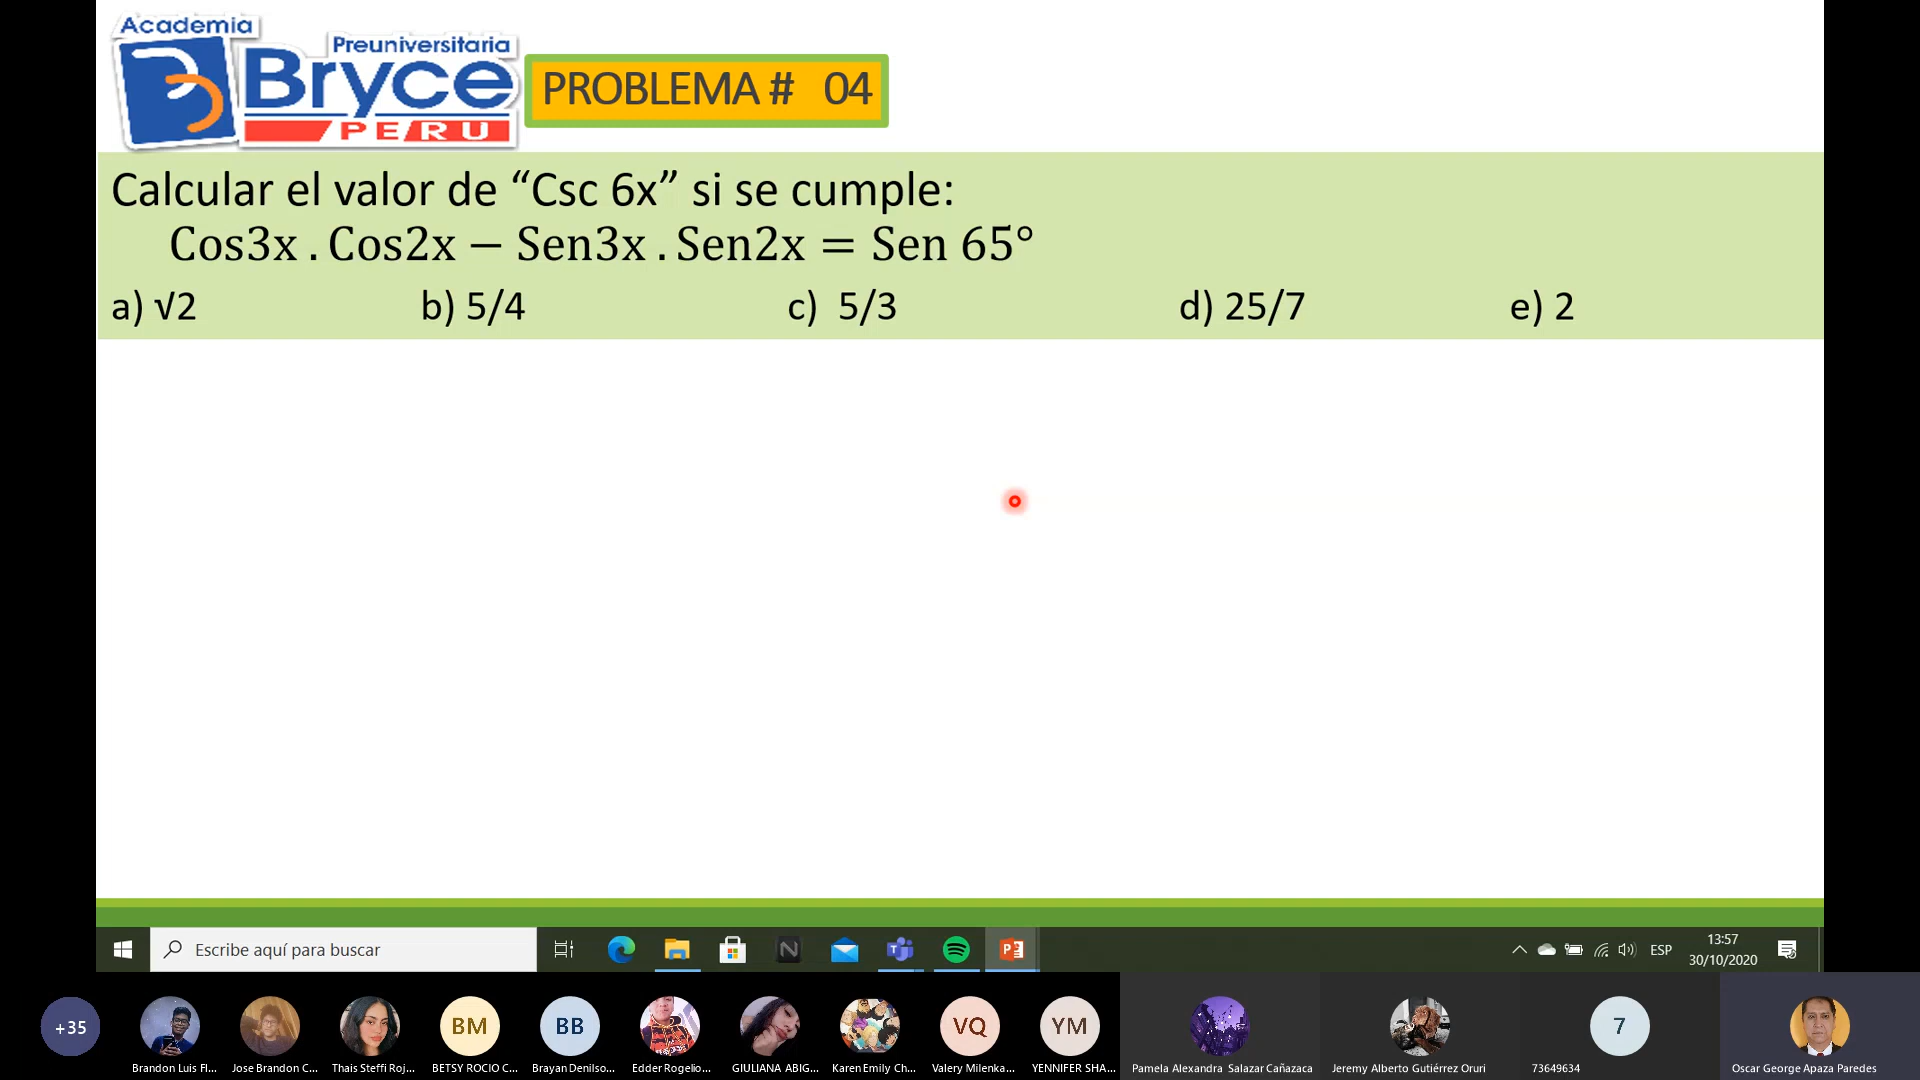 Academia
Preuniversitaria
Bryce
PERU
PROBLEMA # 04
Calcular el valor de “Csc 6x” si se cumple:
Cos3x . Cos2x − Sen3x . Sen2x = Sen 65°
a) √2 b) 5/4 c) 5/3 d) 25/7 e) 2
Escribe aquí para buscar
ESP
13:57
30/10/2020
+35
BM
BB
VQ
YM
7
Brandon Luis Fl...
Jose Brandon C...
Thais Steffi Roj...
BETSY ROCIO C...
Brayan Denilso...
Edder Rogelio...
GIULIANA ABIG...
Karen Emily Ch...
Valery Milenka...
YENNIFER SHA...
Pamela Alexandra Salazar Cañazaca
Jeremy Alberto Gutiérrez Oruri
73649634
Oscar George Apaza Paredes